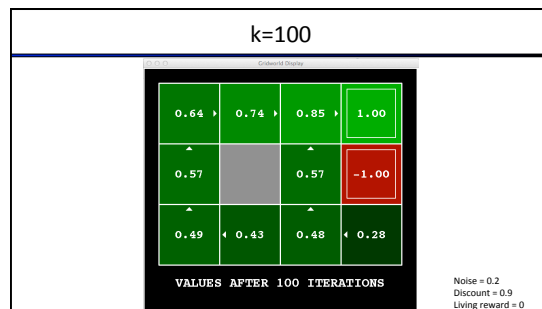 k=100
Gridworld Display
0.64 0.74 0.85 1.00
0.57 0.57 -1.00
0.49 0.43 0.48 0.28
VALUES AFTER 100 ITERATIONS
Noise = 0.2
Discount = 0.9
Living reward = 0